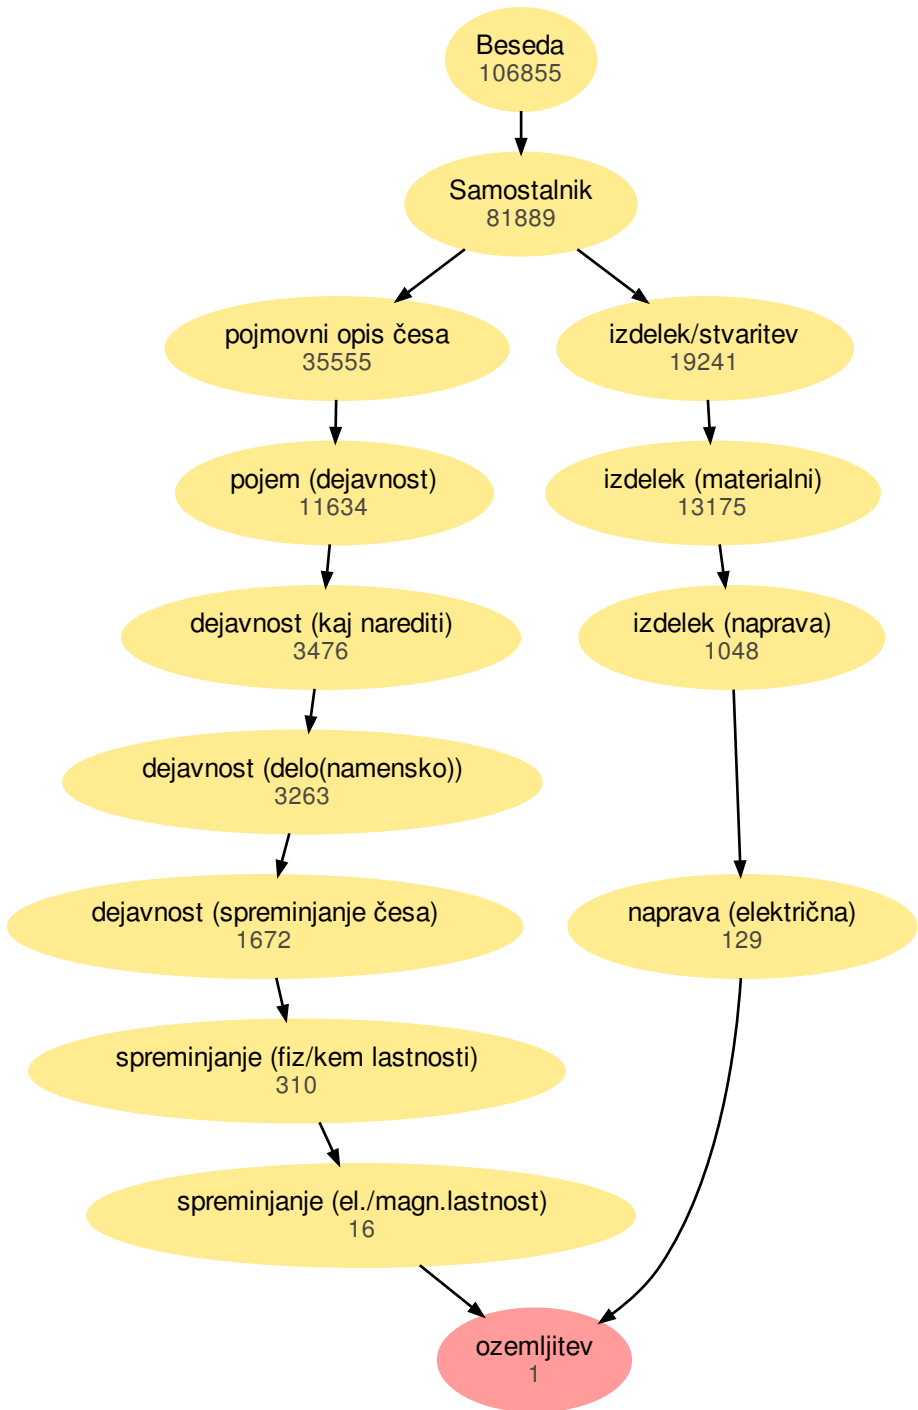 Beseda
106855
Samostalnik
81889
pojmovni opis česa
35555
izdelek/stvaritev
19241
pojem (dejavnost)
11634
izdelek (materialni)
13175
dejavnost (kaj narediti)
3476
izdelek (naprava)
1048
dejavnost (delo(namensko))
3263
dejavnost (spreminjanje česa)
1672
naprava (električna)
129
spreminjanje (fiz/kem lastnosti)
310
spreminjanje (el./magn.lastnost)
16
ozemljitev
1